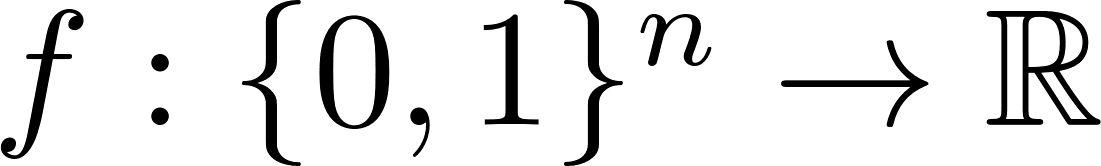 f : {0, 1}ⁿ → ℝ